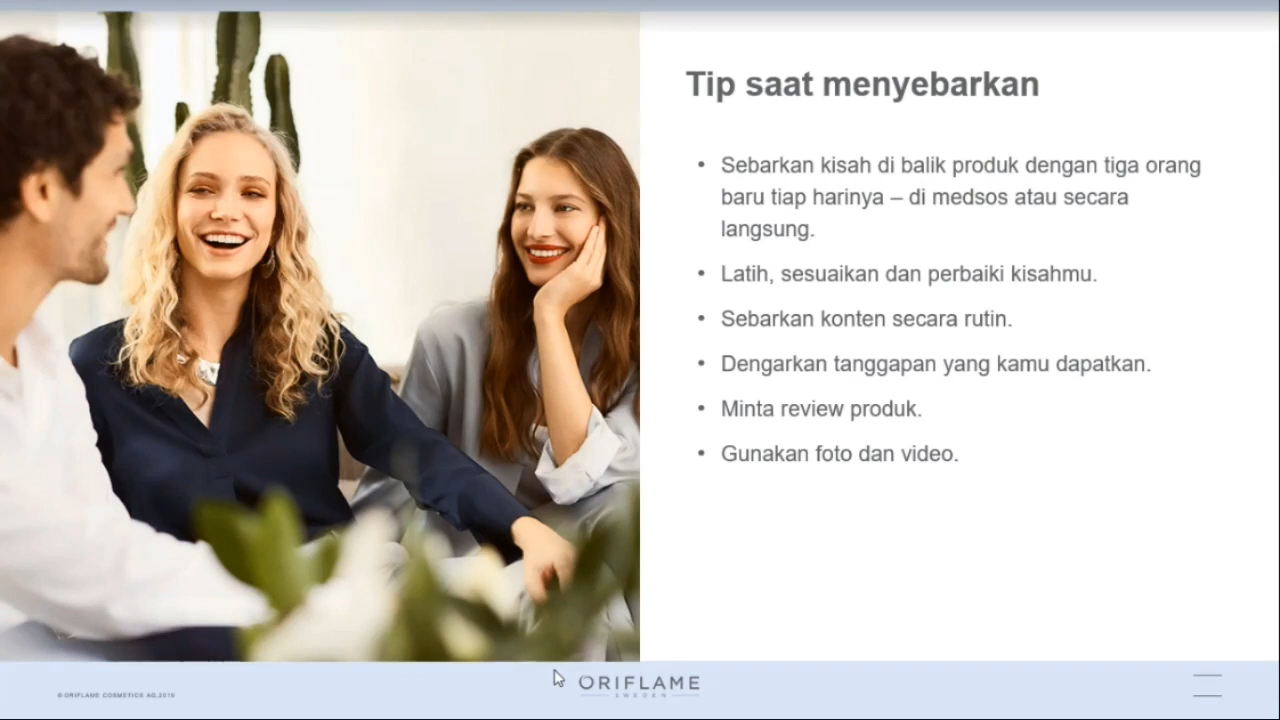 Tip saat menyebarkan
• Sebarkan kisah di balik produk dengan tiga orang
baru tiap harinya – di medsos atau secara
langsung.
• Latih, sesuaikan dan perbaiki kisahmu.
• Sebarkan konten secara rutin.
• Dengarkan tanggapan yang kamu dapatkan.
• Minta review produk.
• Gunakan foto dan video.
© ORIFLAME COSMETICS AG, 2019
ORIFLAME
SWEDEN